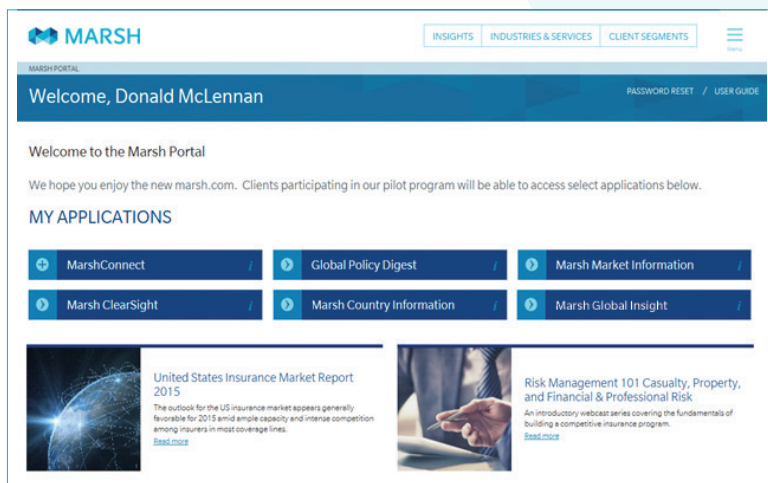 MARSH
INSIGHTS INDUSTRIES & SERVICES CLIENT SEGMENTS
Menu
MARSH PORTAL
Welcome, Donald McLennan
PASSWORD RESET / USER GUIDE
Welcome to the Marsh Portal
We hope you enjoy the new marsh.com. Clients participating in our pilot program will be able to access select applications below.
MY APPLICATIONS
MarshConnect i
Global Policy Digest i
Marsh Market Information i
Marsh ClearSight i
Marsh Country Information i
Marsh Global Insight i
United States Insurance Market Report
2015
The outlook for the US insurance market appears generally
favorable for 2015 amid ample capacity and intense competition
among insurers in most coverage lines.
Read more
Risk Management 101 Casualty, Property,
and Financial & Professional Risk
An introductory webcast series covering the fundamentals of
building a competitive insurance program.
Read more